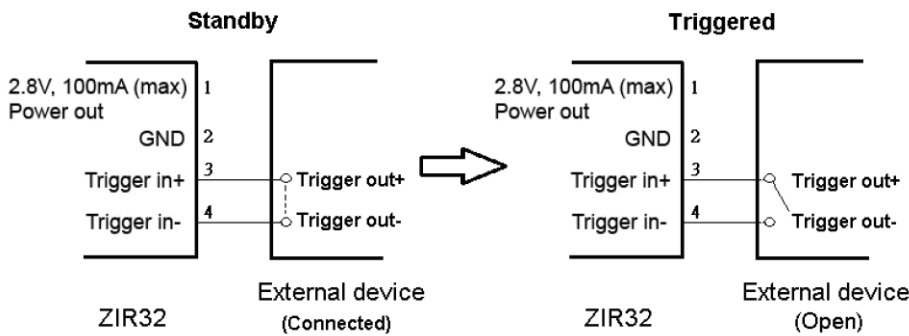 Standby
2.8V, 100mA (max) 1
Power out
GND 2
Trigger in+ 3 Trigger out+
Trigger in- 4 Trigger out-
ZIR32
External device
(Connected)
Triggered
2.8V, 100mA (max) 1
Power out
GND 2
Trigger in+ 3 Trigger out+
Trigger in- 4 Trigger out-
ZIR32
External device
(Open)